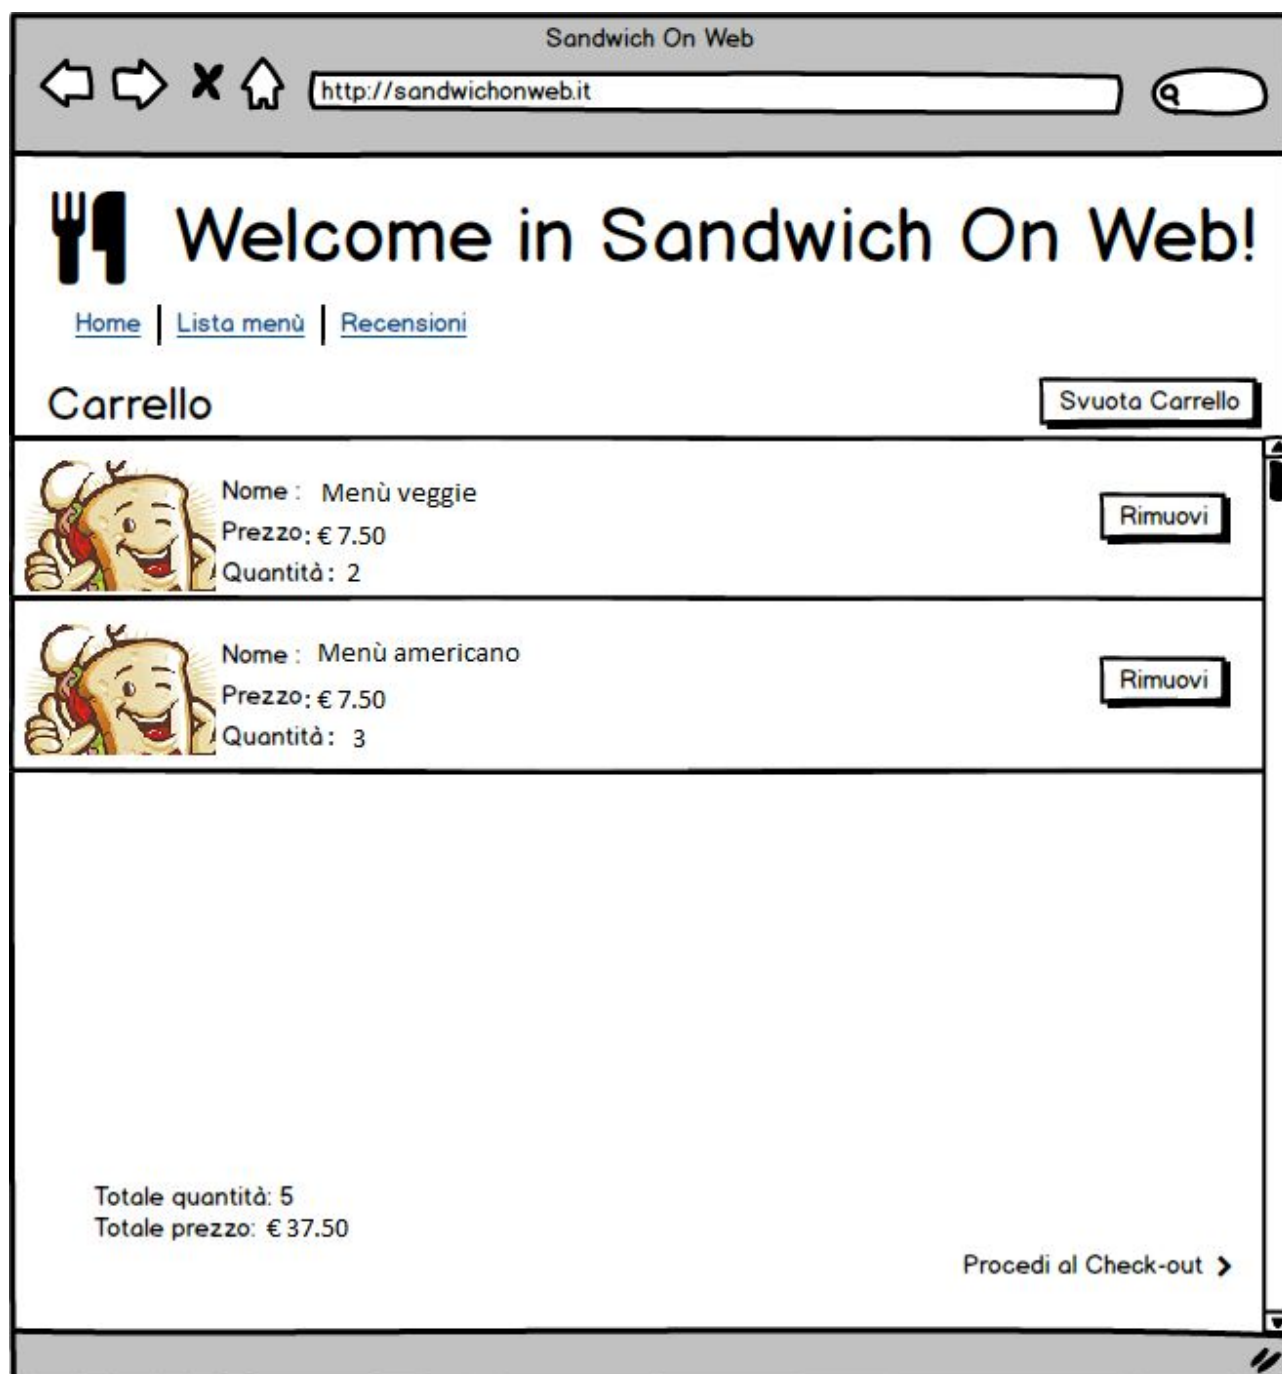 Sandwich On Web
http://sandwichonweb.it
Welcome in Sandwich On Web!
Home | Lista menù | Recensioni
Carrello
Svuota Carrello
Nome : Menù veggie
Prezzo: € 7.50
Quantità : 2
Rimuovi
Nome : Menù americano
Prezzo: € 7.50
Quantità : 3
Rimuovi
Totale quantità: 5
Totale prezzo: € 37.50
Procedi al Check-out